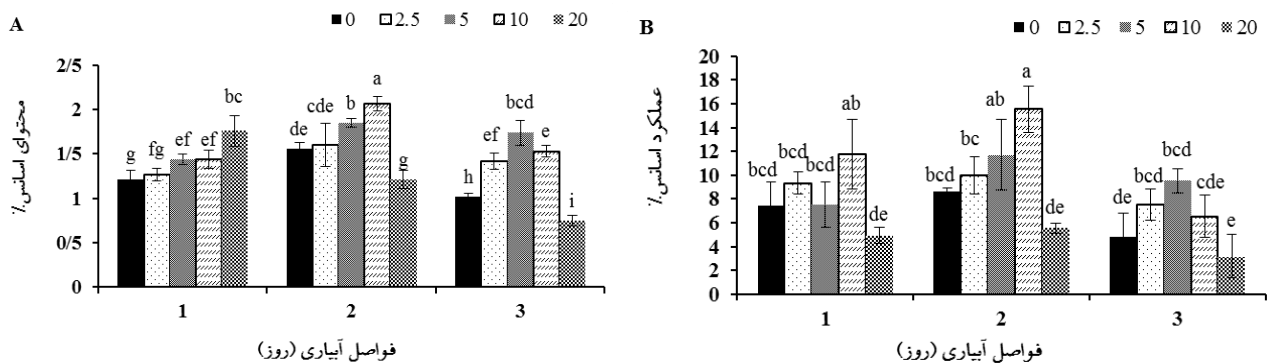 A
0 2.5 5 10 20
محتوای اسانس٪
2/5
2
1/5
1
0/5
0
g fg ef ef bc
de cde b a g
h ef bcd e i
1 2 3
فواصل آبیاری (روز)
B
0 2.5 5 10 20
عملکرد اسانس٪
20
18
16
14
12
10
8
6
4
2
0
bcd bcd bcd ab de
bcd bc ab a de
de bcd bcd cde e
1 2 3
فواصل آبیاری (روز)